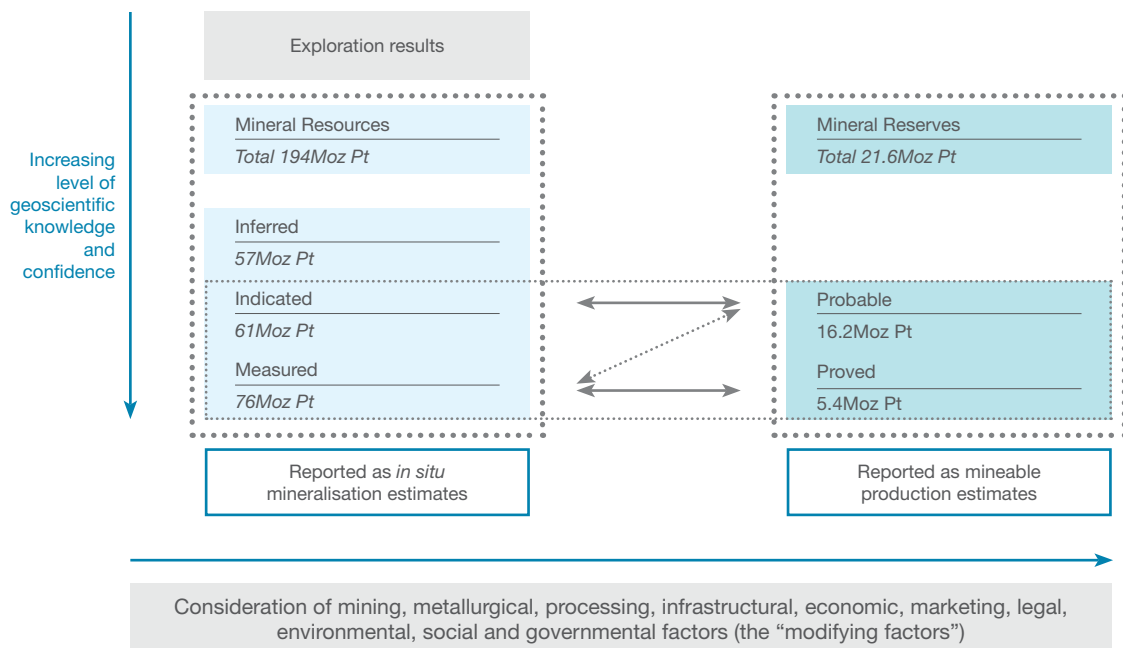 Exploration results
Increasing
level of
geoscientific
knowledge
and
confidence
Mineral Resources
Total 194Moz Pt
Inferred
57Moz Pt
Indicated
61Moz Pt
Measured
76Moz Pt
Reported as in situ
mineralisation estimates
Mineral Reserves
Total 21.6Moz Pt
Probable
16.2Moz Pt
Proved
5.4Moz Pt
Reported as mineable
production estimates
Consideration of mining, metallurgical, processing, infrastructural, economic, marketing, legal,
environmental, social and governmental factors (the “modifying factors”)